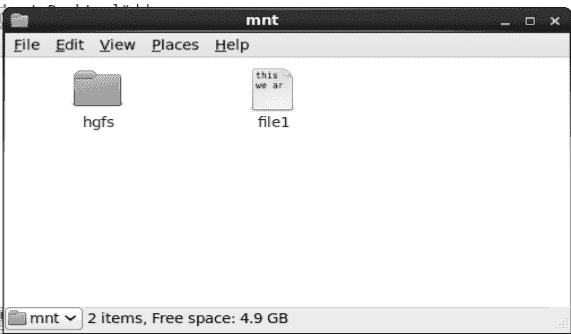 mnt
File Edit View Places Help
this
we ar
hgfs file1
mnt 2 items, Free space: 4.9 GB